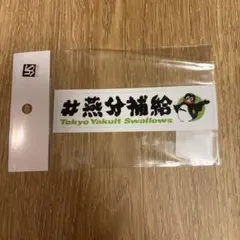 #燕分補給
Tokyo Yakult Swallows